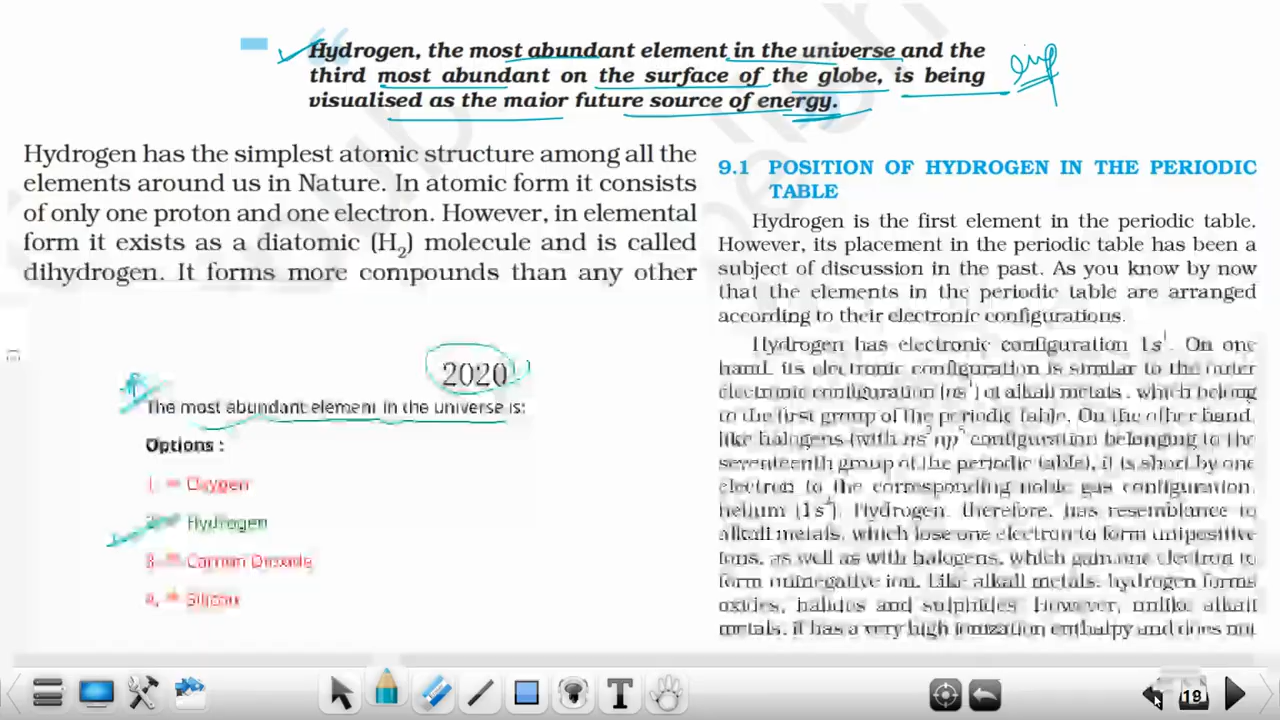 Hydrogen, the most abundant element in the universe and the
third most abundant on the surface of the globe, is being
visualised as the major future source of energy.
imp
Hydrogen has the simplest atomic structure among all the
elements around us in Nature. In atomic form it consists
of only one proton and one electron. However, in elemental
form it exists as a diatomic (H₂) molecule and is called
dihydrogen. It forms more compounds than any other
2020
The most abundant element in the universe is:
Options :
1. Oxygen
2. Hydrogen
3. Carbon Dioxide
4. Silicon
9.1 POSITION OF HYDROGEN IN THE PERIODIC
TABLE
Hydrogen is the first element in the periodic table.
However, its placement in the periodic table has been a
subject of discussion in the past. As you know by now
that the elements in the periodic table are arranged
according to their electronic configurations.
Hydrogen has electronic configuration 1s¹. On one
hand, its electronic configuration is similar to the outer
electronic configuration (ns¹) of alkali metals , which belong
to the first group of the periodic table. On the other hand,
like halogens (with ns² np⁵ configuration belonging to the
seventeenth group of the periodic table), it is short by one
electron to the corresponding noble gas configuration,
helium (1s²). Hydrogen, therefore, has resemblance to
alkali metals, which lose one electron to form unipositive
ions, as well as with halogens, which gain one electron to
form uninegative ion. Like alkali metals, hydrogen forms
oxides, halides and sulphides. However, unlike alkali
metals, it has a very high ionization enthalpy and does not
T
18